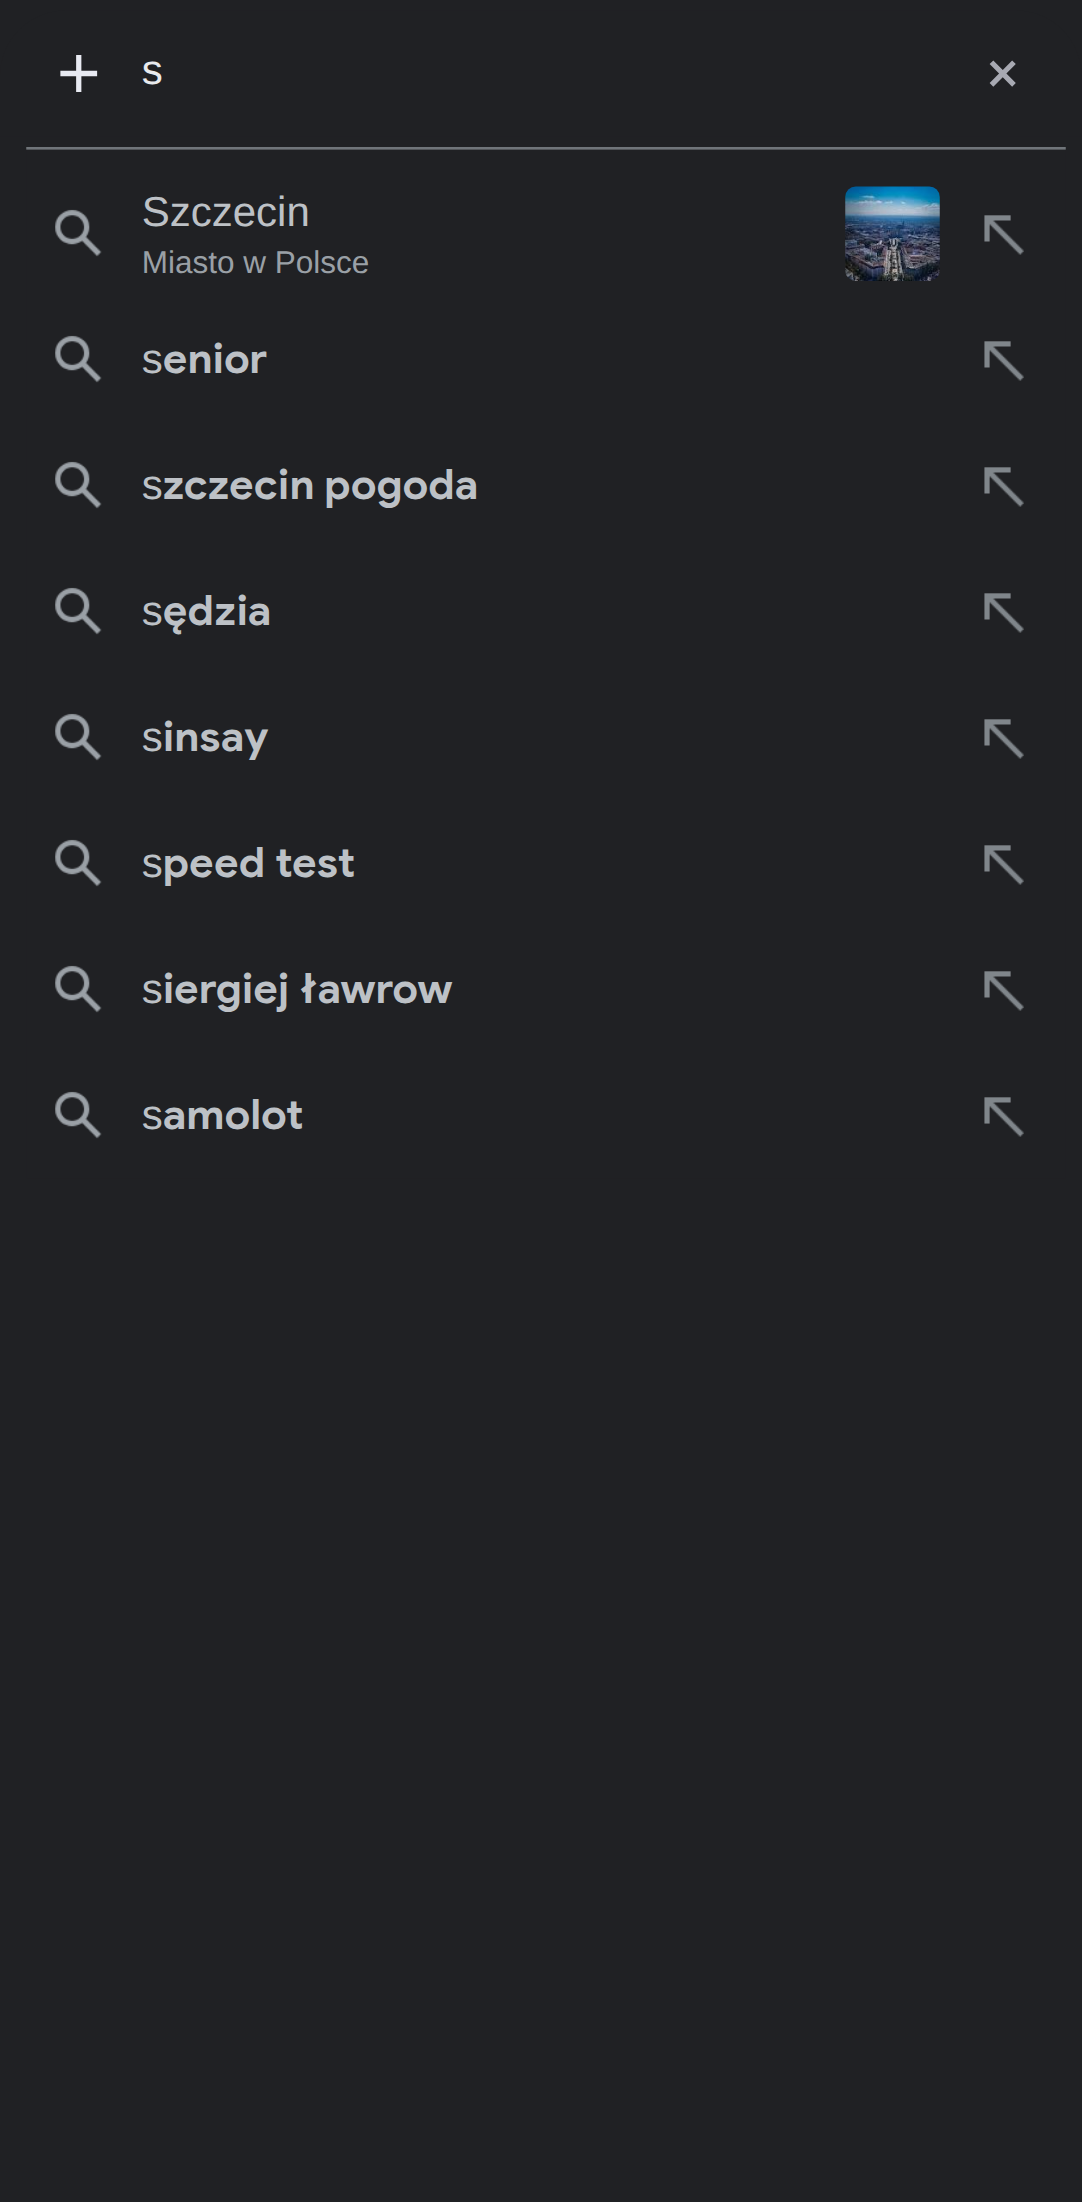 s
Szczecin
Miasto w Polsce
senior
szczecin pogoda
sędzia
sinsay
speed test
siergiej ławrow
samolot